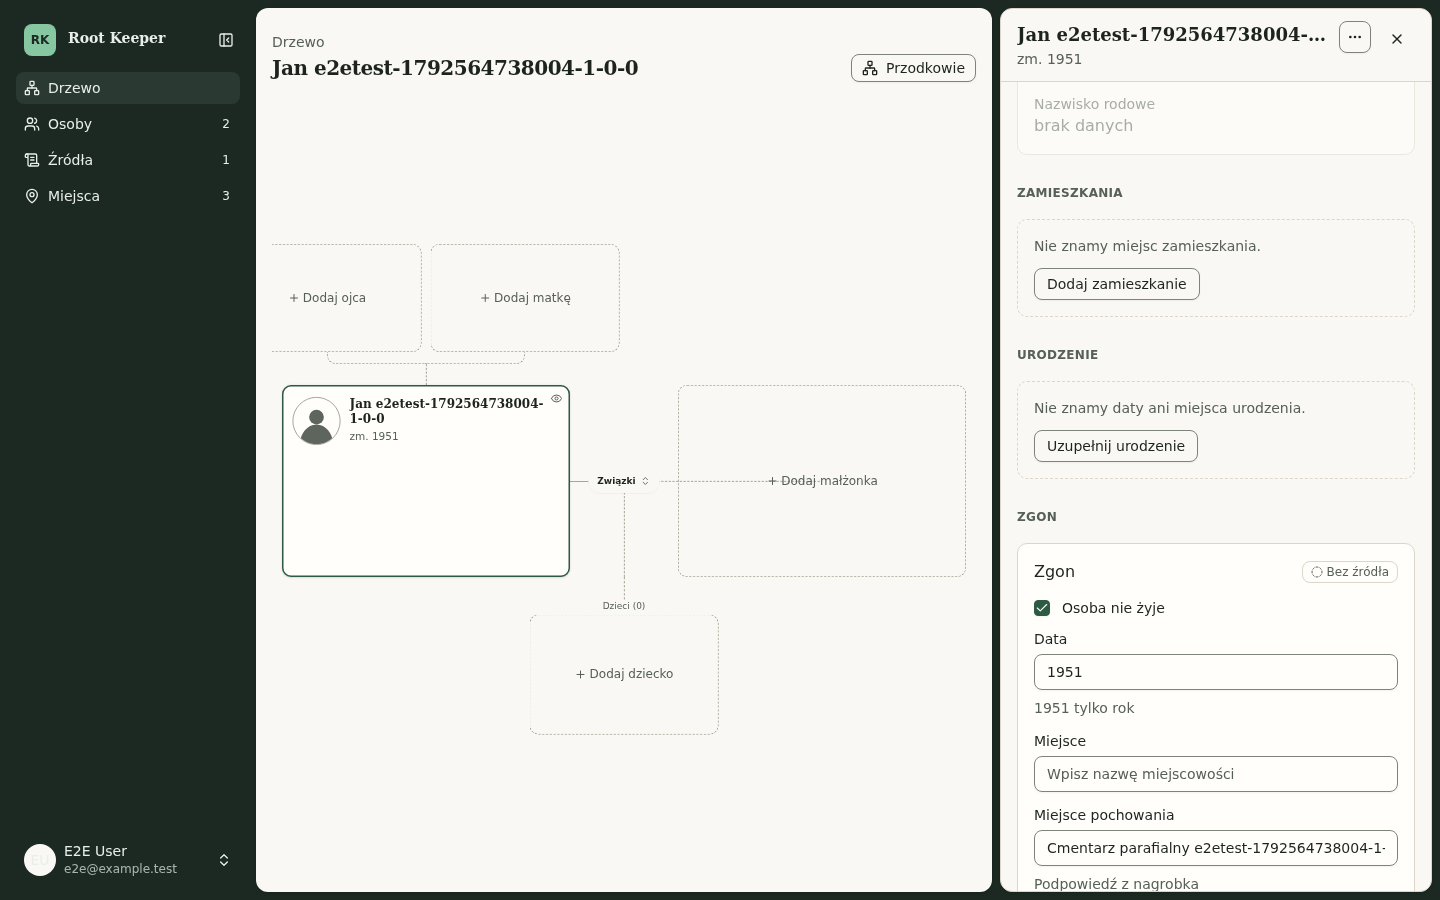 RK
Root Keeper
Drzewo
Osoby 2
Źródła 1
Miejsca 3
EU
E2E User
e2e@example.test
Drzewo
Jan e2etest-1792564738004-1-0-0
Przodkowie
+ Dodaj ojca
+ Dodaj matkę
Jan e2etest-1792564738004-
1-0-0
zm. 1951
Związki
+ Dodaj małżonka
Dzieci (0)
+ Dodaj dziecko
Jan e2etest-1792564738004-...
zm. 1951
Nazwisko rodowe
brak danych
ZAMIESZKANIA
Nie znamy miejsc zamieszkania.
Dodaj zamieszkanie
URODZENIE
Nie znamy daty ani miejsca urodzenia.
Uzupełnij urodzenie
ZGON
Zgon
Bez źródła
Osoba nie żyje
Data
1951
1951 tylko rok
Miejsce
Wpisz nazwę miejscowości
Miejsce pochowania
Cmentarz parafialny e2etest-1792564738004-1-
Podpowiedź z nagrobka